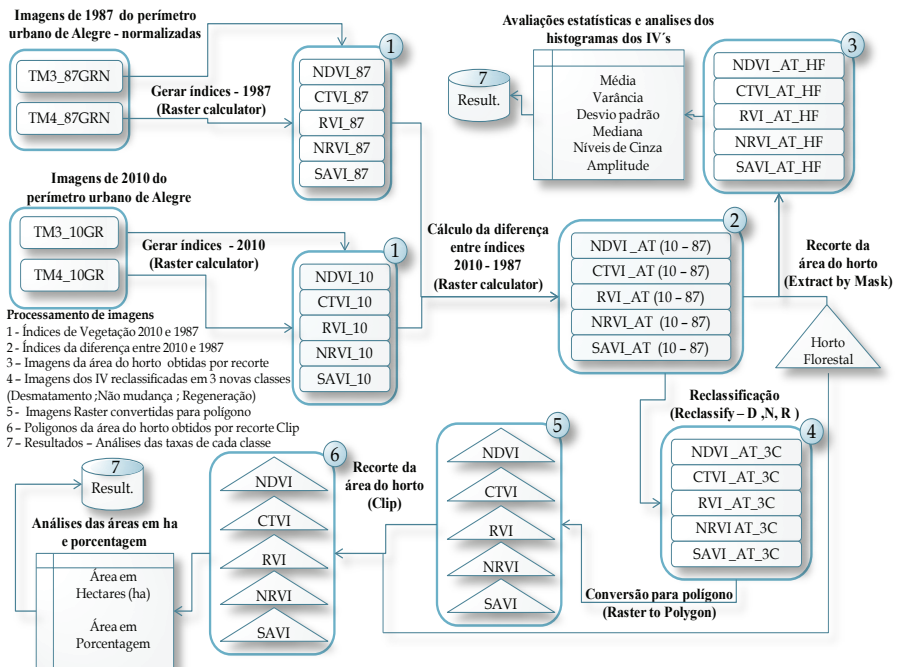 Imagens de 1987 do perímetro
urbano de Alegre - normalizadas
TM3_87GRN
TM4_87GRN
Gerar índices - 1987
(Raster calculator)
1
NDVI_87
CTVI_87
RVI_87
NRVI_87
SAVI_87
Avaliações estatísticas e analises dos
histogramas dos IV´s
7
Result.
Média
Varância
Desvio padrão
Mediana
Níveis de Cinza
Amplitude
3
NDVI _AT_HF
CTVI_AT_HF
RVI _AT_HF
NRVI_AT_HF
SAVI_AT_HF
Imagens de 2010 do
perímetro urbano de Alegre
TM3_10GR
TM4_10GR
Gerar índices - 2010
(Raster calculator)
1
NDVI_10
CTVI_10
RVI_10
NRVI_10
SAVI_10
Cálculo da diferença
entre índices
2010 - 1987
(Raster calculator)
2
NDVI_AT (10 – 87)
CTVI_AT (10 – 87)
RVI_AT (10 – 87)
NRVI_AT (10 – 87)
SAVI_AT (10 – 87)
Recorte da
área do horto
(Extract by Mask)
Horto
Florestal
Processamento de imagens
1 - Índices de Vegetação 2010 e 1987
2 - Índices da diferença entre 2010 e 1987
3 – Imagens da área do horto obtidas por recorte
4 – Imagens dos IV reclassificadas em 3 novas classes
(Desmatamento ;Não mudança ; Regeneração)
5 - Imagens Raster convertidas para polígono
6 – Poligonos da área do horto obtidos por recorte Clip
7 – Resultados – Análises das taxas de cada classe
Reclassificação
(Reclassify – D ,N, R )
4
NDVI _AT_3C
CTVI _AT_3C
RVI_AT_3C
NRVI AT_3C
SAVI _AT_3C
Conversão para polígono
(Raster to Polygon)
5
NDVI
CTVI
RVI
NRVI
SAVI
Recorte da
área do horto
(Clip)
6
NDVI
CTVI
RVI
NRVI
SAVI
7
Result.
Análises das áreas em ha
e porcentagem
Área em
Hectares (ha)
Área em
Porcentagem